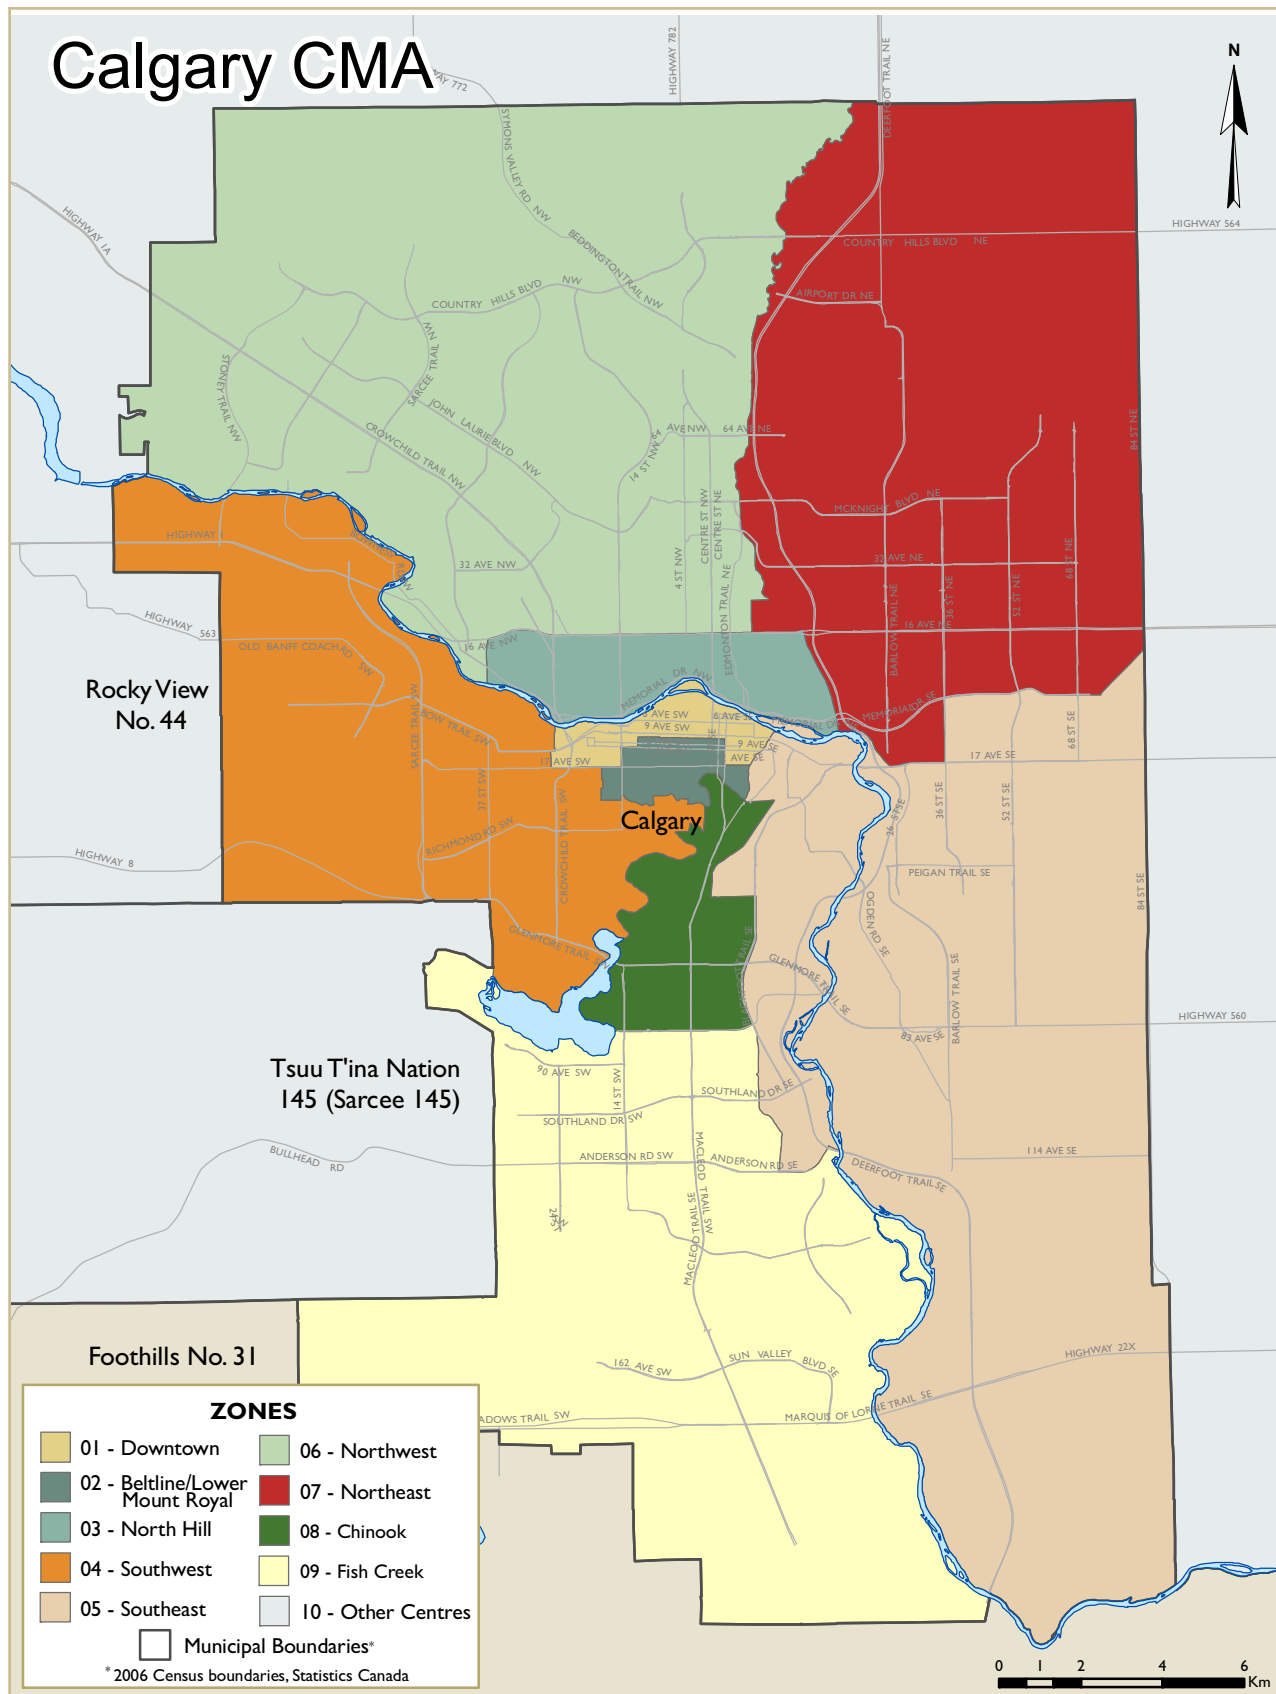 Calgary CMA
N
HIGHWAY 782
DEERFOOT TRAIL NE
SYMONS VALLEY RD NW
HIGHWAY 1A
HIGHWAY 564
BEDDINGTON TRAIL NW
COUNTRY HILLS BLVD NE
COUNTRY HILLS BLVD NW
AIRPORT DR NE
STONEY TRAIL NW
SARCEE TRAIL NW
JOHN LAURIE BLVD NW
CROWCHILD TRAIL NW
14 ST NW
64 AVE NW
64 AVE NE
84 ST NE
CENTRE ST NW
CENTRE ST NE
MCKNIGHT BLVD NE
HIGHWAY 1
32 AVE NW
4 ST NW
EDMONTON TRAIL NE
32 AVE NE
68 ST NE
BARLOW TRAIL NE
36 ST NE
52 ST NE
HIGHWAY 563
OLD BANFF COACH RD SW
16 AVE NW
16 AVE NE
Rocky View
No. 44
MEMORIAL DR NW
SARCEE TRAIL SW
BOW TRAIL SW
6 AVE SW
6 AVE SE
9 AVE SW
9 AVE SE
MEMORIAL DR SE
68 ST SE
17 AVE SW
AVE SE
17 AVE SE
37 ST SW
CROWCHILD TRAIL SW
Calgary
26 ST SE
36 ST SE
52 ST SE
RICHMOND RD SW
HIGHWAY 8
PEIGAN TRAIL SE
84 ST SE
OGDEN RD SE
GLENMORE TRAIL SW
BLACKFOOT TRAIL SE
GLENMORE TRAIL SE
BARLOW TRAIL SE
HIGHWAY 560
83 AVE SE
Tsuu T'ina Nation
145 (Sarcee 145)
90 AVE SW
14 ST SW
SOUTHLAND DR SE
SOUTHLAND DR SW
BULLHEAD RD
ANDERSON RD SW
ANDERSON RD SE
MACLEOD TRAIL SW
114 AVE SE
DEERFOOT TRAIL SE
MACLEOD TRAIL SE
Foothills No. 31
162 AVE SW
SUN VALLEY BLVD SE
HIGHWAY 22X
ADOWS TRAIL SW
MARQUIS OF LORNE TRAIL SE
ZONES
01 - Downtown
02 - Beltline/Lower
Mount Royal
03 - North Hill
04 - Southwest
05 - Southeast
06 - Northwest
07 - Northeast
08 - Chinook
09 - Fish Creek
10 - Other Centres
Municipal Boundaries*
* 2006 Census boundaries, Statistics Canada
0 1 2 4 6
Km